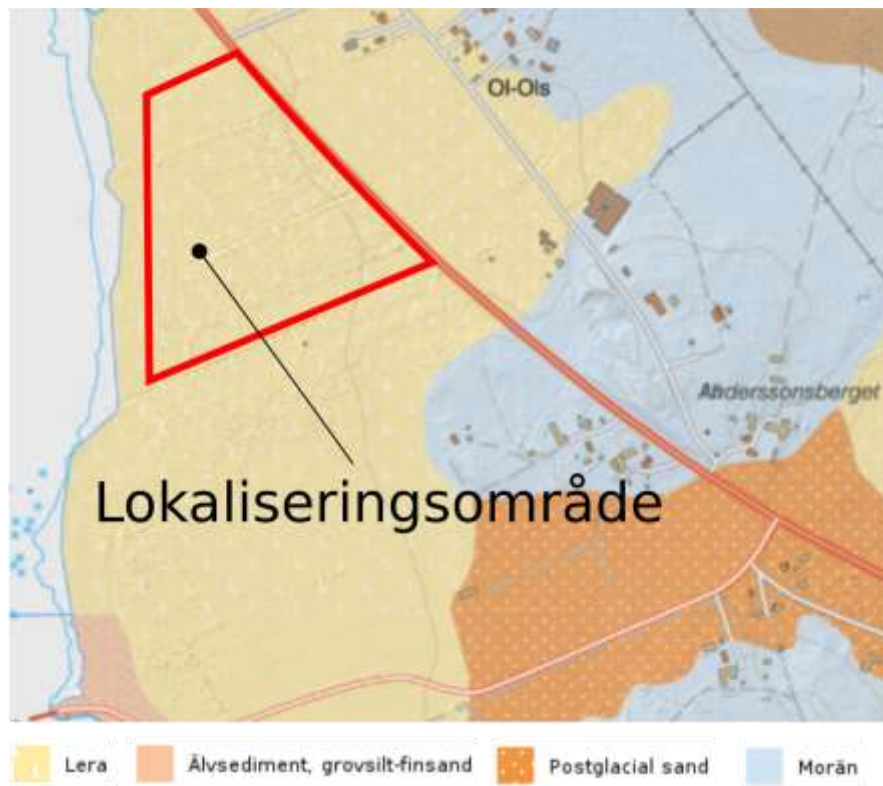 Ol-Ols
Anderssonsberget
Lokaliseringsområde
Lera
Älvsediment, grovsilt-finsand
Postglacial sand
Morän